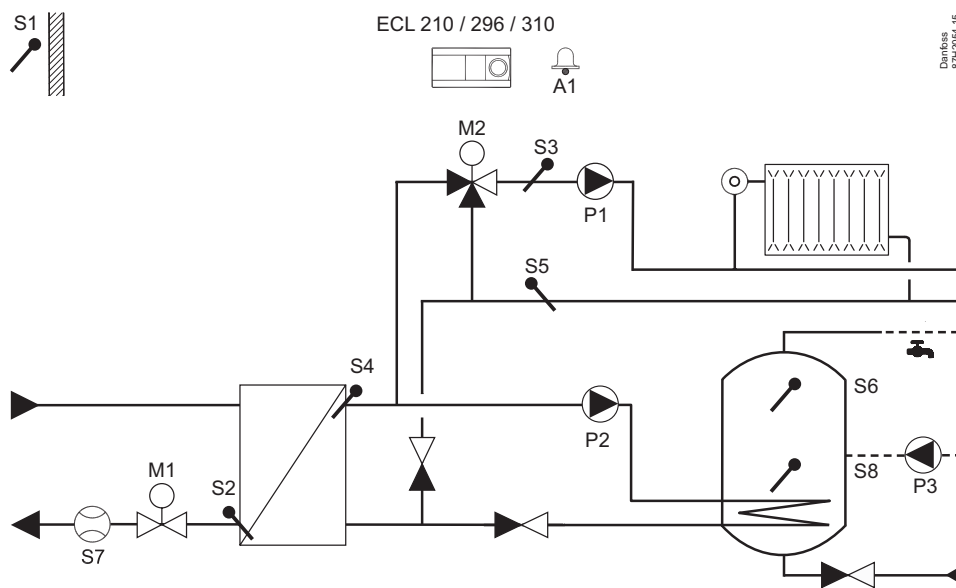 S1
ECL 210 / 296 / 310
A1
Danfoss
M2
S3
P1
S5
S4
P2
S6
S8
P3
M1
S2
S7